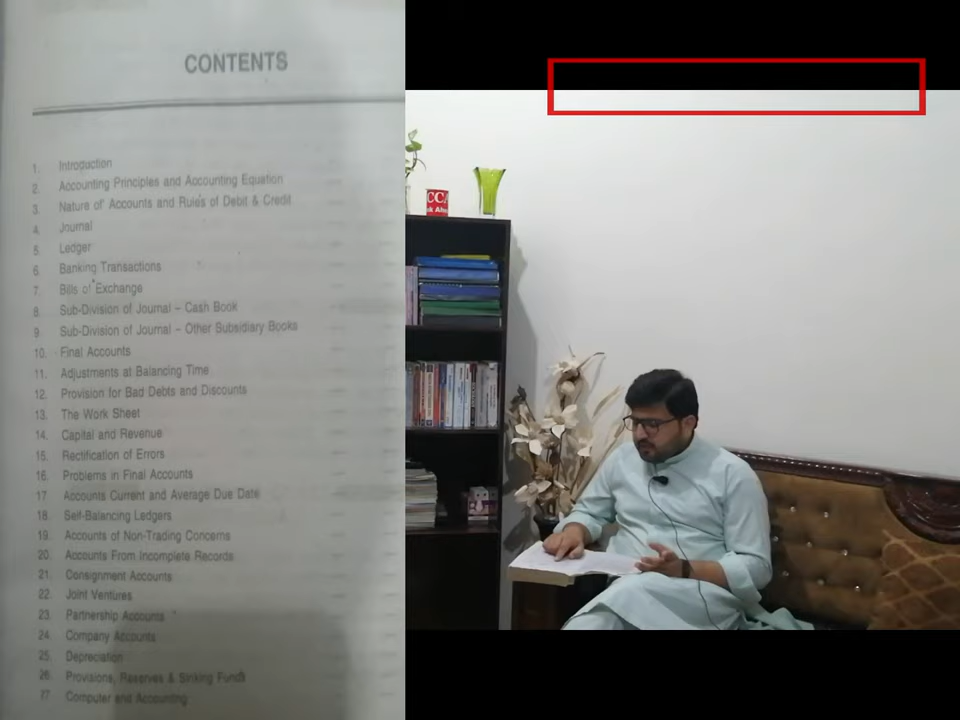 CONTENTS
1. Introduction
2. Accounting Principles and Accounting Equation
3. Nature of Accounts and Rules of Debit & Credit
4. Journal
5. Ledger
6. Banking Transactions
7. Bills of Exchange
8. Sub-Division of Journal – Cash Book
9. Sub-Division of Journal – Other Subsidiary Books
10. Final Accounts
11. Adjustments at Balancing Time
12. Provision for Bad Debts and Discounts
13. The Work Sheet
14. Capital and Revenue
15. Rectification of Errors
16. Problems in Final Accounts
17. Accounts Current and Average Due Date
18. Self-Balancing Ledgers
19. Accounts of Non-Trading Concerns
20. Accounts From Incomplete Records
21. Consignment Accounts
22. Joint Ventures
23. Partnership Accounts
24. Company Accounts
25. Depreciation
26. Provisions, Reserves & Sinking Funds
27 Computer and Accounting
CCA